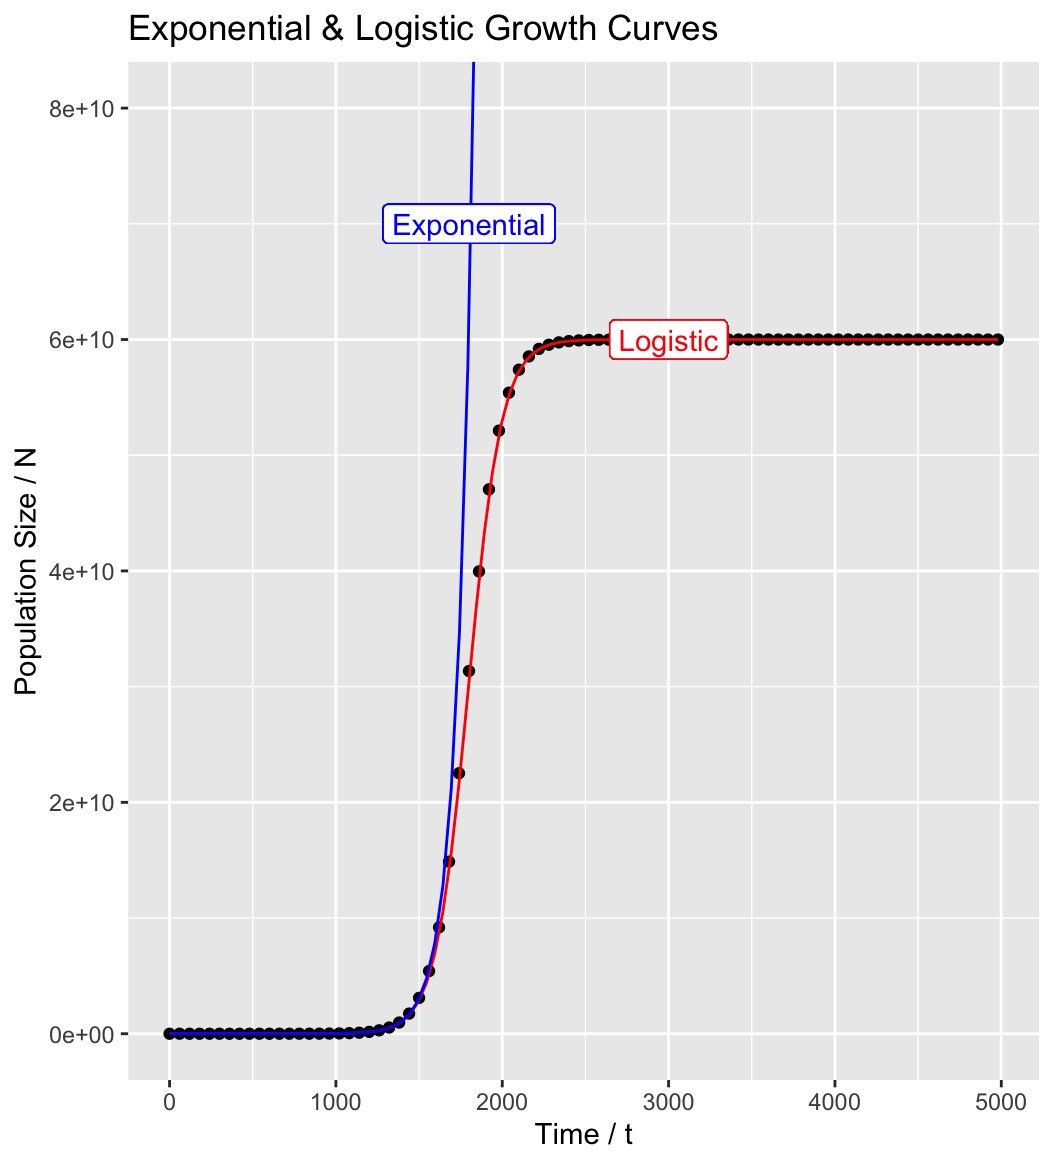 Exponential & Logistic Growth Curves
8e+10
Exponential
6e+10
Logistic
4e+10
2e+10
0e+00
Population Size / N
0 1000 2000 3000 4000 5000
Time / t